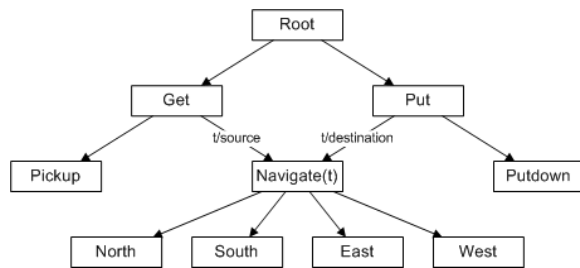 Root
Get
Put
t/source
t/destination
Pickup
Navigate(t)
Putdown
North
South
East
West